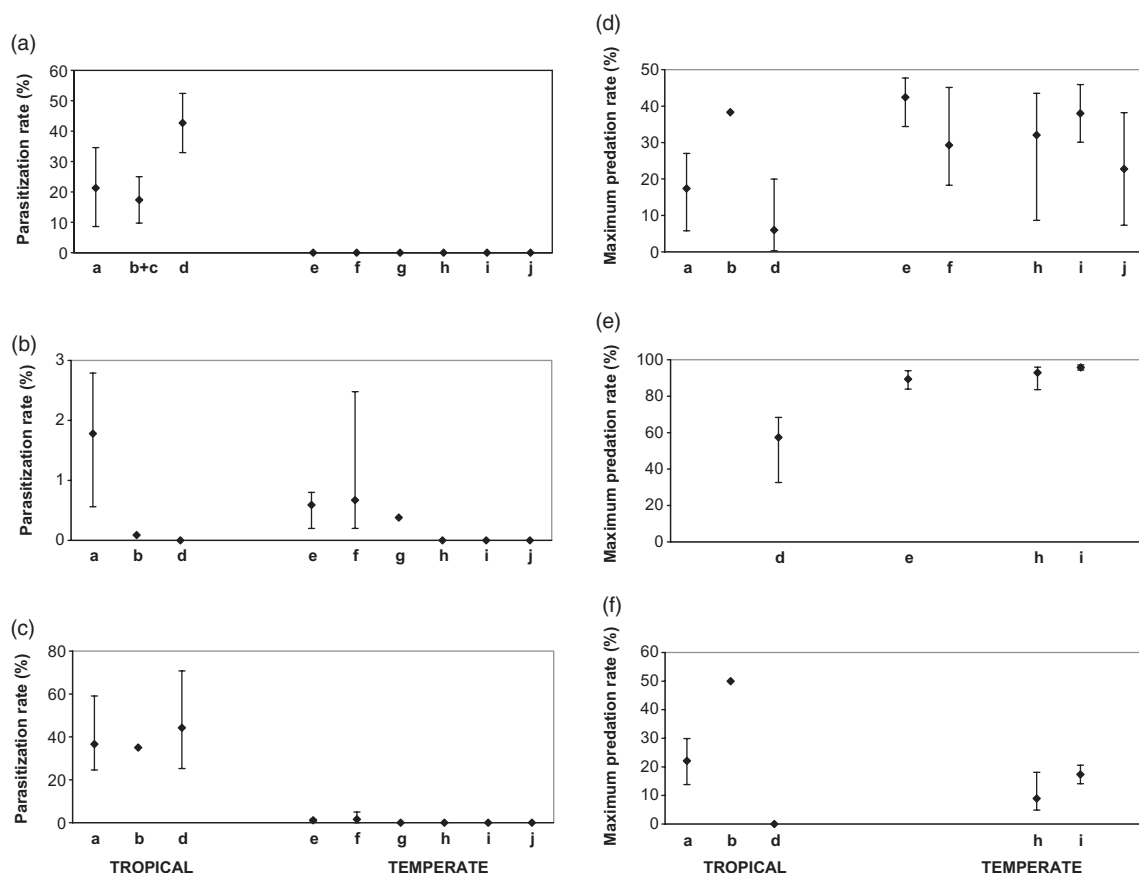 (a)
Parasitization rate (%)
60
50
40
30
20
10
0
a b+c d e f g h i j
(b)
Parasitization rate (%)
3
2
1
0
a b d e f g h i j
(c)
Parasitization rate (%)
80
60
40
20
0
a b d e f g h i j
TROPICAL TEMPERATE
(d)
Maximum predation rate (%)
50
40
30
20
10
0
a b d e f h i j
(e)
Maximum predation rate (%)
100
80
60
40
20
0
d e h i
(f)
Maximum predation rate (%)
60
50
40
30
20
10
0
a b d h i
TROPICAL TEMPERATE